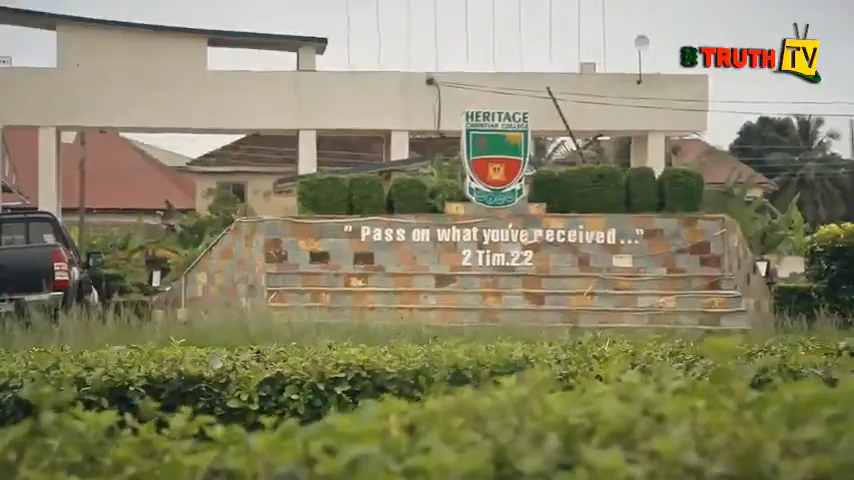 TRUTH TV
HERITAGE
CHRISTIAN COLLEGE
"Pass on what you've received..."
2 Tim.2:2